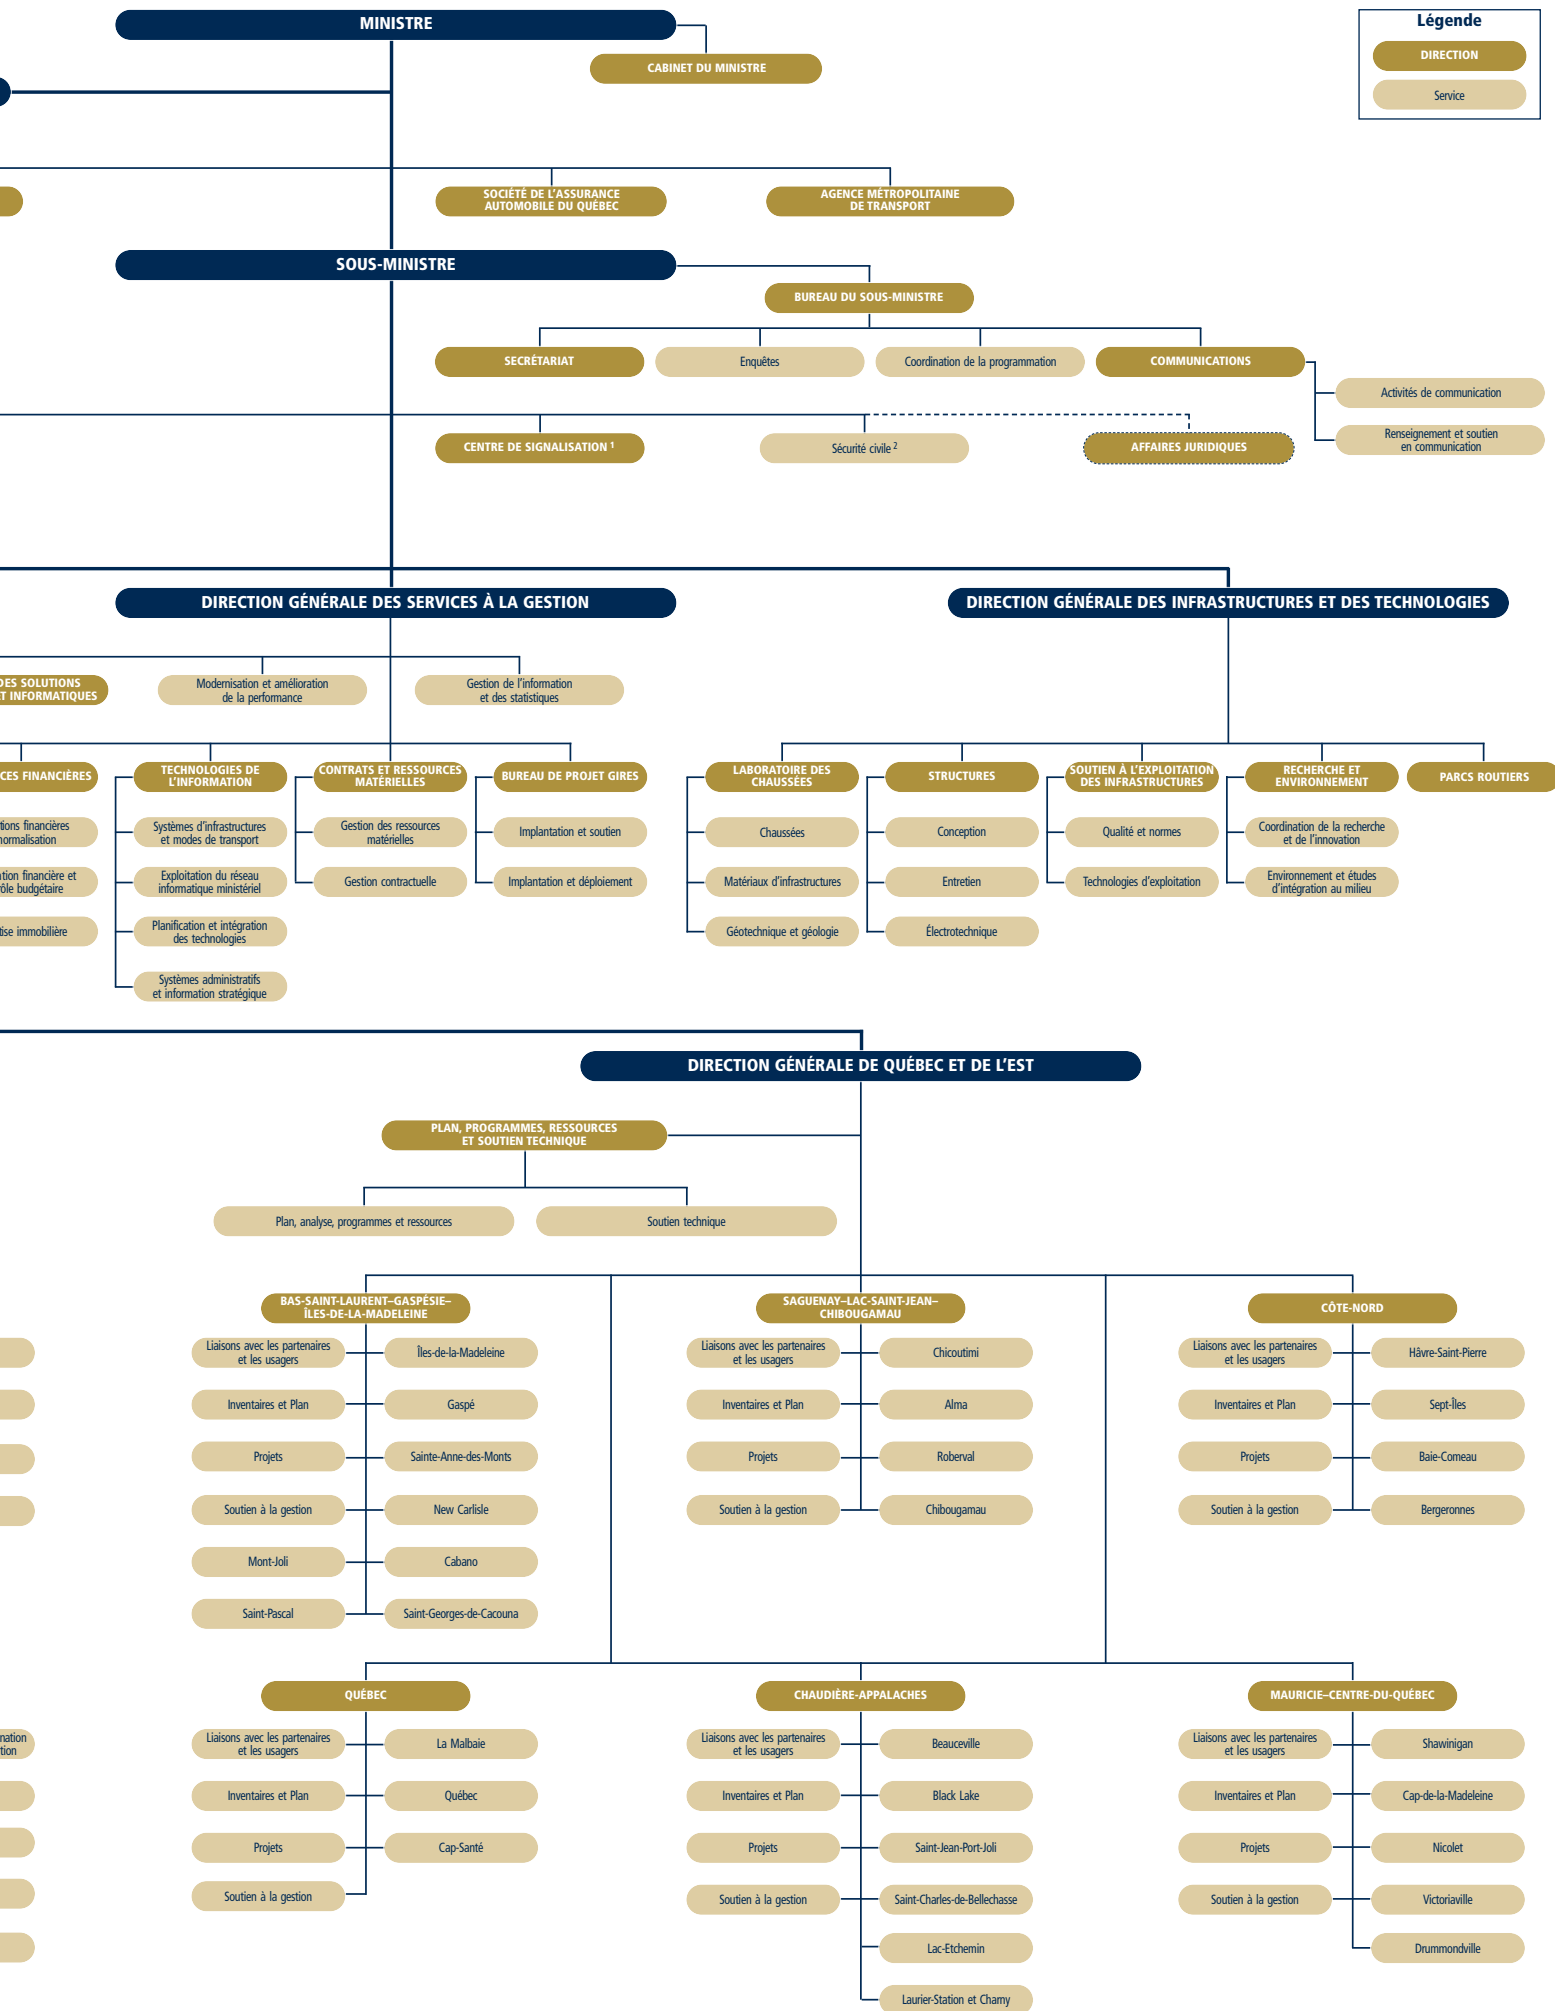 MINISTRE
Légende
DIRECTION
Service
CABINET DU MINISTRE
SOCIÉTÉ DE L'ASSURANCE
AUTOMOBILE DU QUÉBEC
AGENCE MÉTROPOLITAINE
DE TRANSPORT
SOUS-MINISTRE
BUREAU DU SOUS-MINISTRE
SECRÉTARIAT
Enquêtes
Coordination de la programmation
COMMUNICATIONS
Activités de communication
Renseignement et soutien
en communication
CENTRE DE SIGNALISATION 1
Sécurité civile 2
AFFAIRES JURIDIQUES
DIRECTION GÉNÉRALE DES SERVICES À LA GESTION
DIRECTION GÉNÉRALE DES INFRASTRUCTURES ET DES TECHNOLOGIES
DES SOLUTIONS
ET INFORMATIQUES
Modernisation et amélioration
de la performance
Gestion de l'information
et des statistiques
CES FINANCIÈRES
tions financières
normalisation
tion financière et
rôle budgétaire
tise immobilière
TECHNOLOGIES DE
L'INFORMATION
Systèmes d'infrastructures
et modes de transport
Exploitation du réseau
informatique ministériel
Planification et intégration
des technologies
Systèmes administratifs
et information stratégique
CONTRATS ET RESSOURCES
MATÉRIELLES
Gestion des ressources
matérielles
Gestion contractuelle
BUREAU DE PROJET GIRES
Implantation et soutien
Implantation et déploiement
LABORATOIRE DES
CHAUSSÉES
Chaussées
Matériaux d'infrastructures
Géotechnique et géologie
STRUCTURES
Conception
Entretien
Électrotechnique
SOUTIEN À L'EXPLOITATION
DES INFRASTRUCTURES
Qualité et normes
Technologies d'exploitation
RECHERCHE ET
ENVIRONNEMENT
Coordination de la recherche
et de l'innovation
Environnement et études
d'intégration au milieu
PARCS ROUTIERS
DIRECTION GÉNÉRALE DE QUÉBEC ET DE L'EST
PLAN, PROGRAMMES, RESSOURCES
ET SOUTIEN TECHNIQUE
Plan, analyse, programmes et ressources
Soutien technique
BAS-SAINT-LAURENT–GASPÉSIE–
ÎLES-DE-LA-MADELEINE
Liaisons avec les partenaires
et les usagers
Îles-de-la-Madeleine
Inventaires et Plan
Gaspé
Projets
Sainte-Anne-des-Monts
Soutien à la gestion
New Carlisle
Mont-Joli
Cabano
Saint-Pascal
Saint-Georges-de-Cacouna
SAGUENAY–LAC-SAINT-JEAN–
CHIBOUGAMAU
Liaisons avec les partenaires
et les usagers
Chicoutimi
Inventaires et Plan
Alma
Projets
Roberval
Soutien à la gestion
Chibougamau
CÔTE-NORD
Liaisons avec les partenaires
et les usagers
Hâvre-Saint-Pierre
Inventaires et Plan
Sept-Îles
Projets
Baie-Comeau
Soutien à la gestion
Bergeronnes
nation
tion
QUÉBEC
Liaisons avec les partenaires
et les usagers
La Malbaie
Inventaires et Plan
Québec
Projets
Cap-Santé
Soutien à la gestion
CHAUDIÈRE-APPALACHES
Liaisons avec les partenaires
et les usagers
Beauceville
Inventaires et Plan
Black Lake
Projets
Saint-Jean-Port-Joli
Soutien à la gestion
Saint-Charles-de-Bellechasse
Lac-Etchemin
Laurier-Station et Charny
MAURICIE–CENTRE-DU-QUÉBEC
Liaisons avec les partenaires
et les usagers
Shawinigan
Inventaires et Plan
Cap-de-la-Madeleine
Projets
Nicolet
Soutien à la gestion
Victoriaville
Drummondville